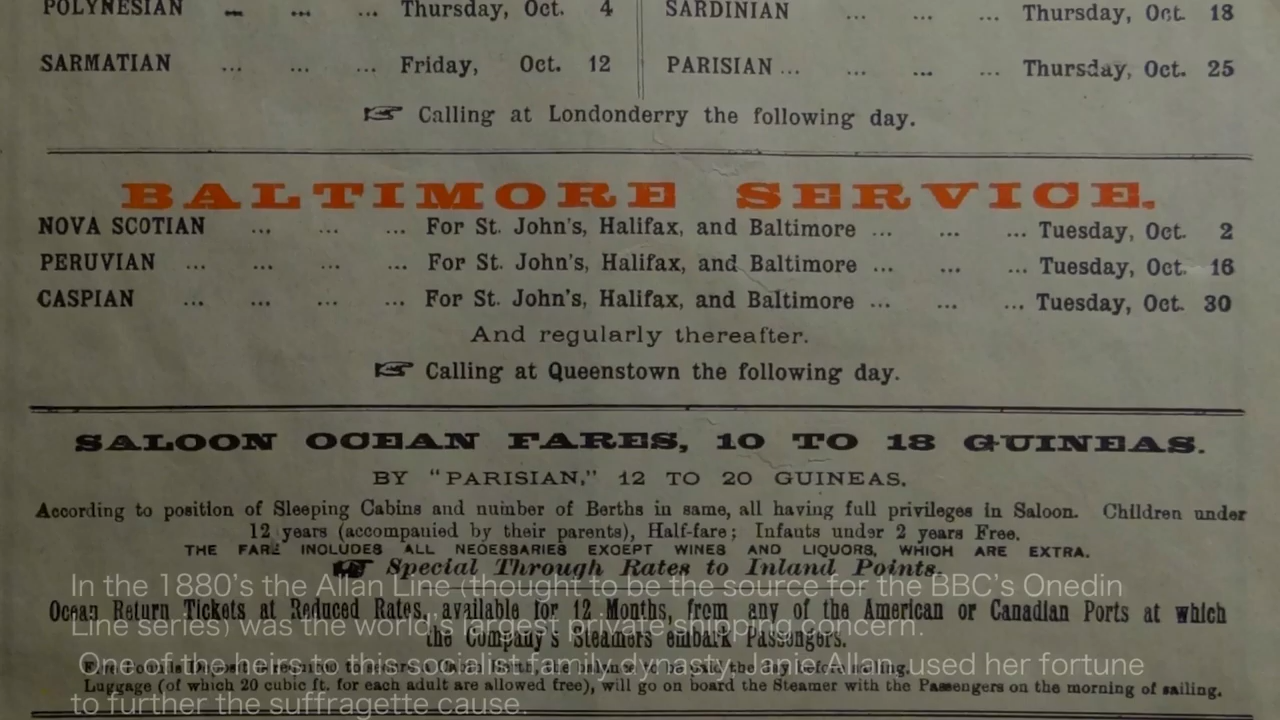 POLYNESIAN ... ... ... Thursday, Oct. 4
SARDINIAN ... ... ... Thursday, Oct. 18
SARMATIAN ... ... ... Friday, Oct. 12
PARISIAN ... ... ... ... Thursday, Oct. 25
Calling at Londonderry the following day.
BALTIMORE SERVICE.
NOVA SCOTIAN ... ... ... For St. John's, Halifax, and Baltimore ... ... ... Tuesday, Oct. 2
PERUVIAN ... ... ... ... For St. John's, Halifax, and Baltimore ... ... ... Tuesday, Oct. 16
CASPIAN ... ... ... ... For St. John's, Halifax, and Baltimore ... ... ... Tuesday, Oct. 30
And regularly thereafter.
Calling at Queenstown the following day.
SALOON OCEAN FARES, 10 TO 18 GUINEAS.
BY "PARISIAN," 12 TO 20 GUINEAS.
According to position of Sleeping Cabins and number of Berths in same, all having full privileges in Saloon. Children under
12 years (accompanied by their parents), Half-fare; Infants under 2 years Free.
THE FARE INCLUDES ALL NECESSARIES EXCEPT WINES AND LIQUORS, WHICH ARE EXTRA.
Special Through Rates to Inland Points.
In the 1880's the Allan Line (thought to be the source for the BBC's Onedin
Ocean Return Tickets at Reduced Rates, available for 12 Months, from any of the American or Canadian Ports at which
Line series) was the world's largest private shipping concern.
the Company's Steamers embark Passengers.
One of the heirs to this socialist family dynasty Janie Allan, used her fortune
Luggage (of which 20 cubic ft. for each adult are allowed free), will go on board the Steamer with the Passengers on the morning of sailing.
to further the suffragette cause.